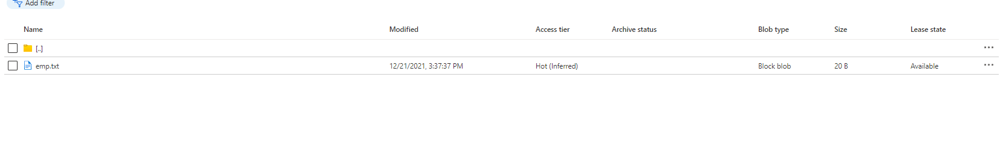 Add filter
Name Modified Access tier Archive status Blob type Size Lease state
[..]
emp.txt 12/21/2021, 3:37:37 PM Hot (Inferred) Block blob 20 B Available